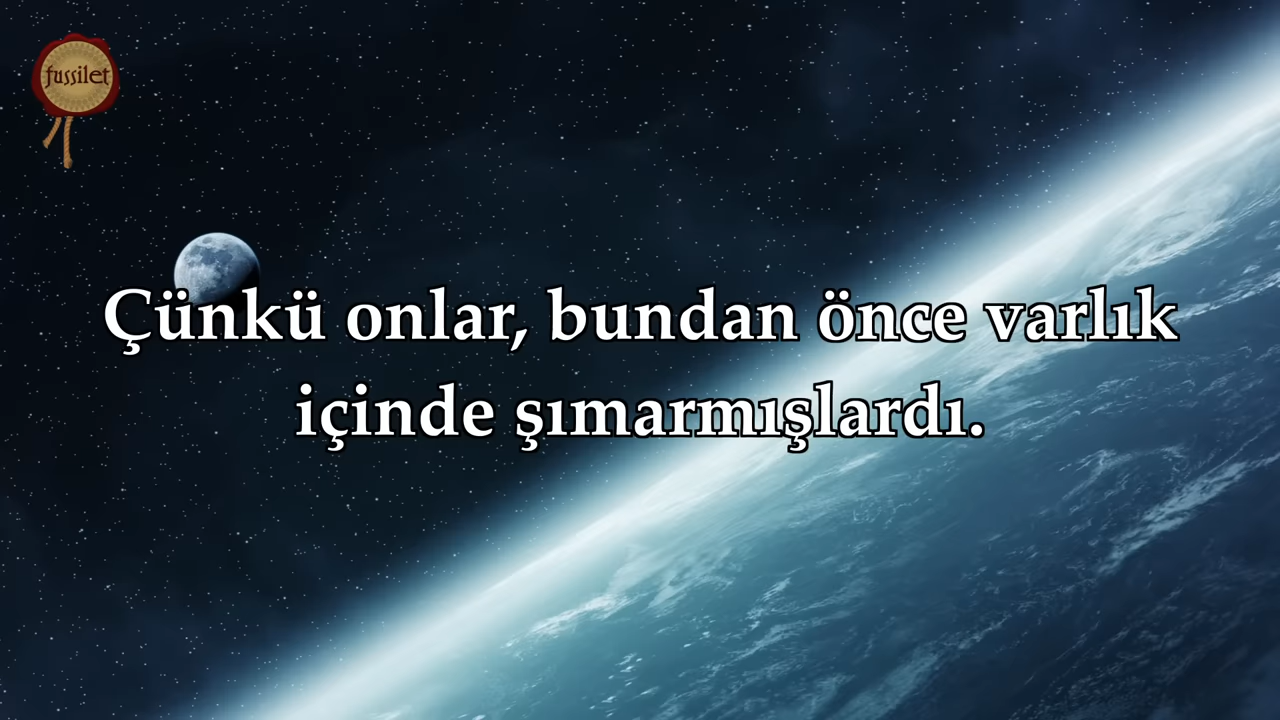 fussilet
Çünkü onlar, bundan önce varlık
içinde şımarmışlardı.